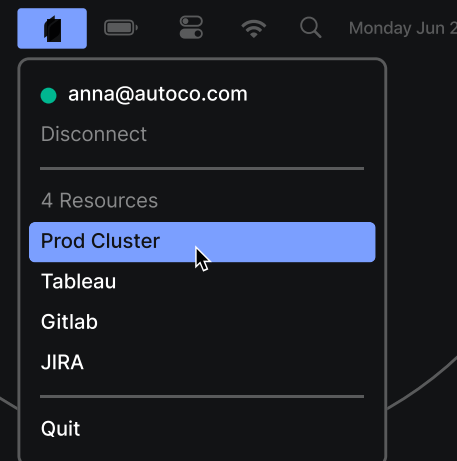 Monday Jun 2
anna@autoco.com
Disconnect
4 Resources
Prod Cluster
Tableau
Gitlab
JIRA
Quit